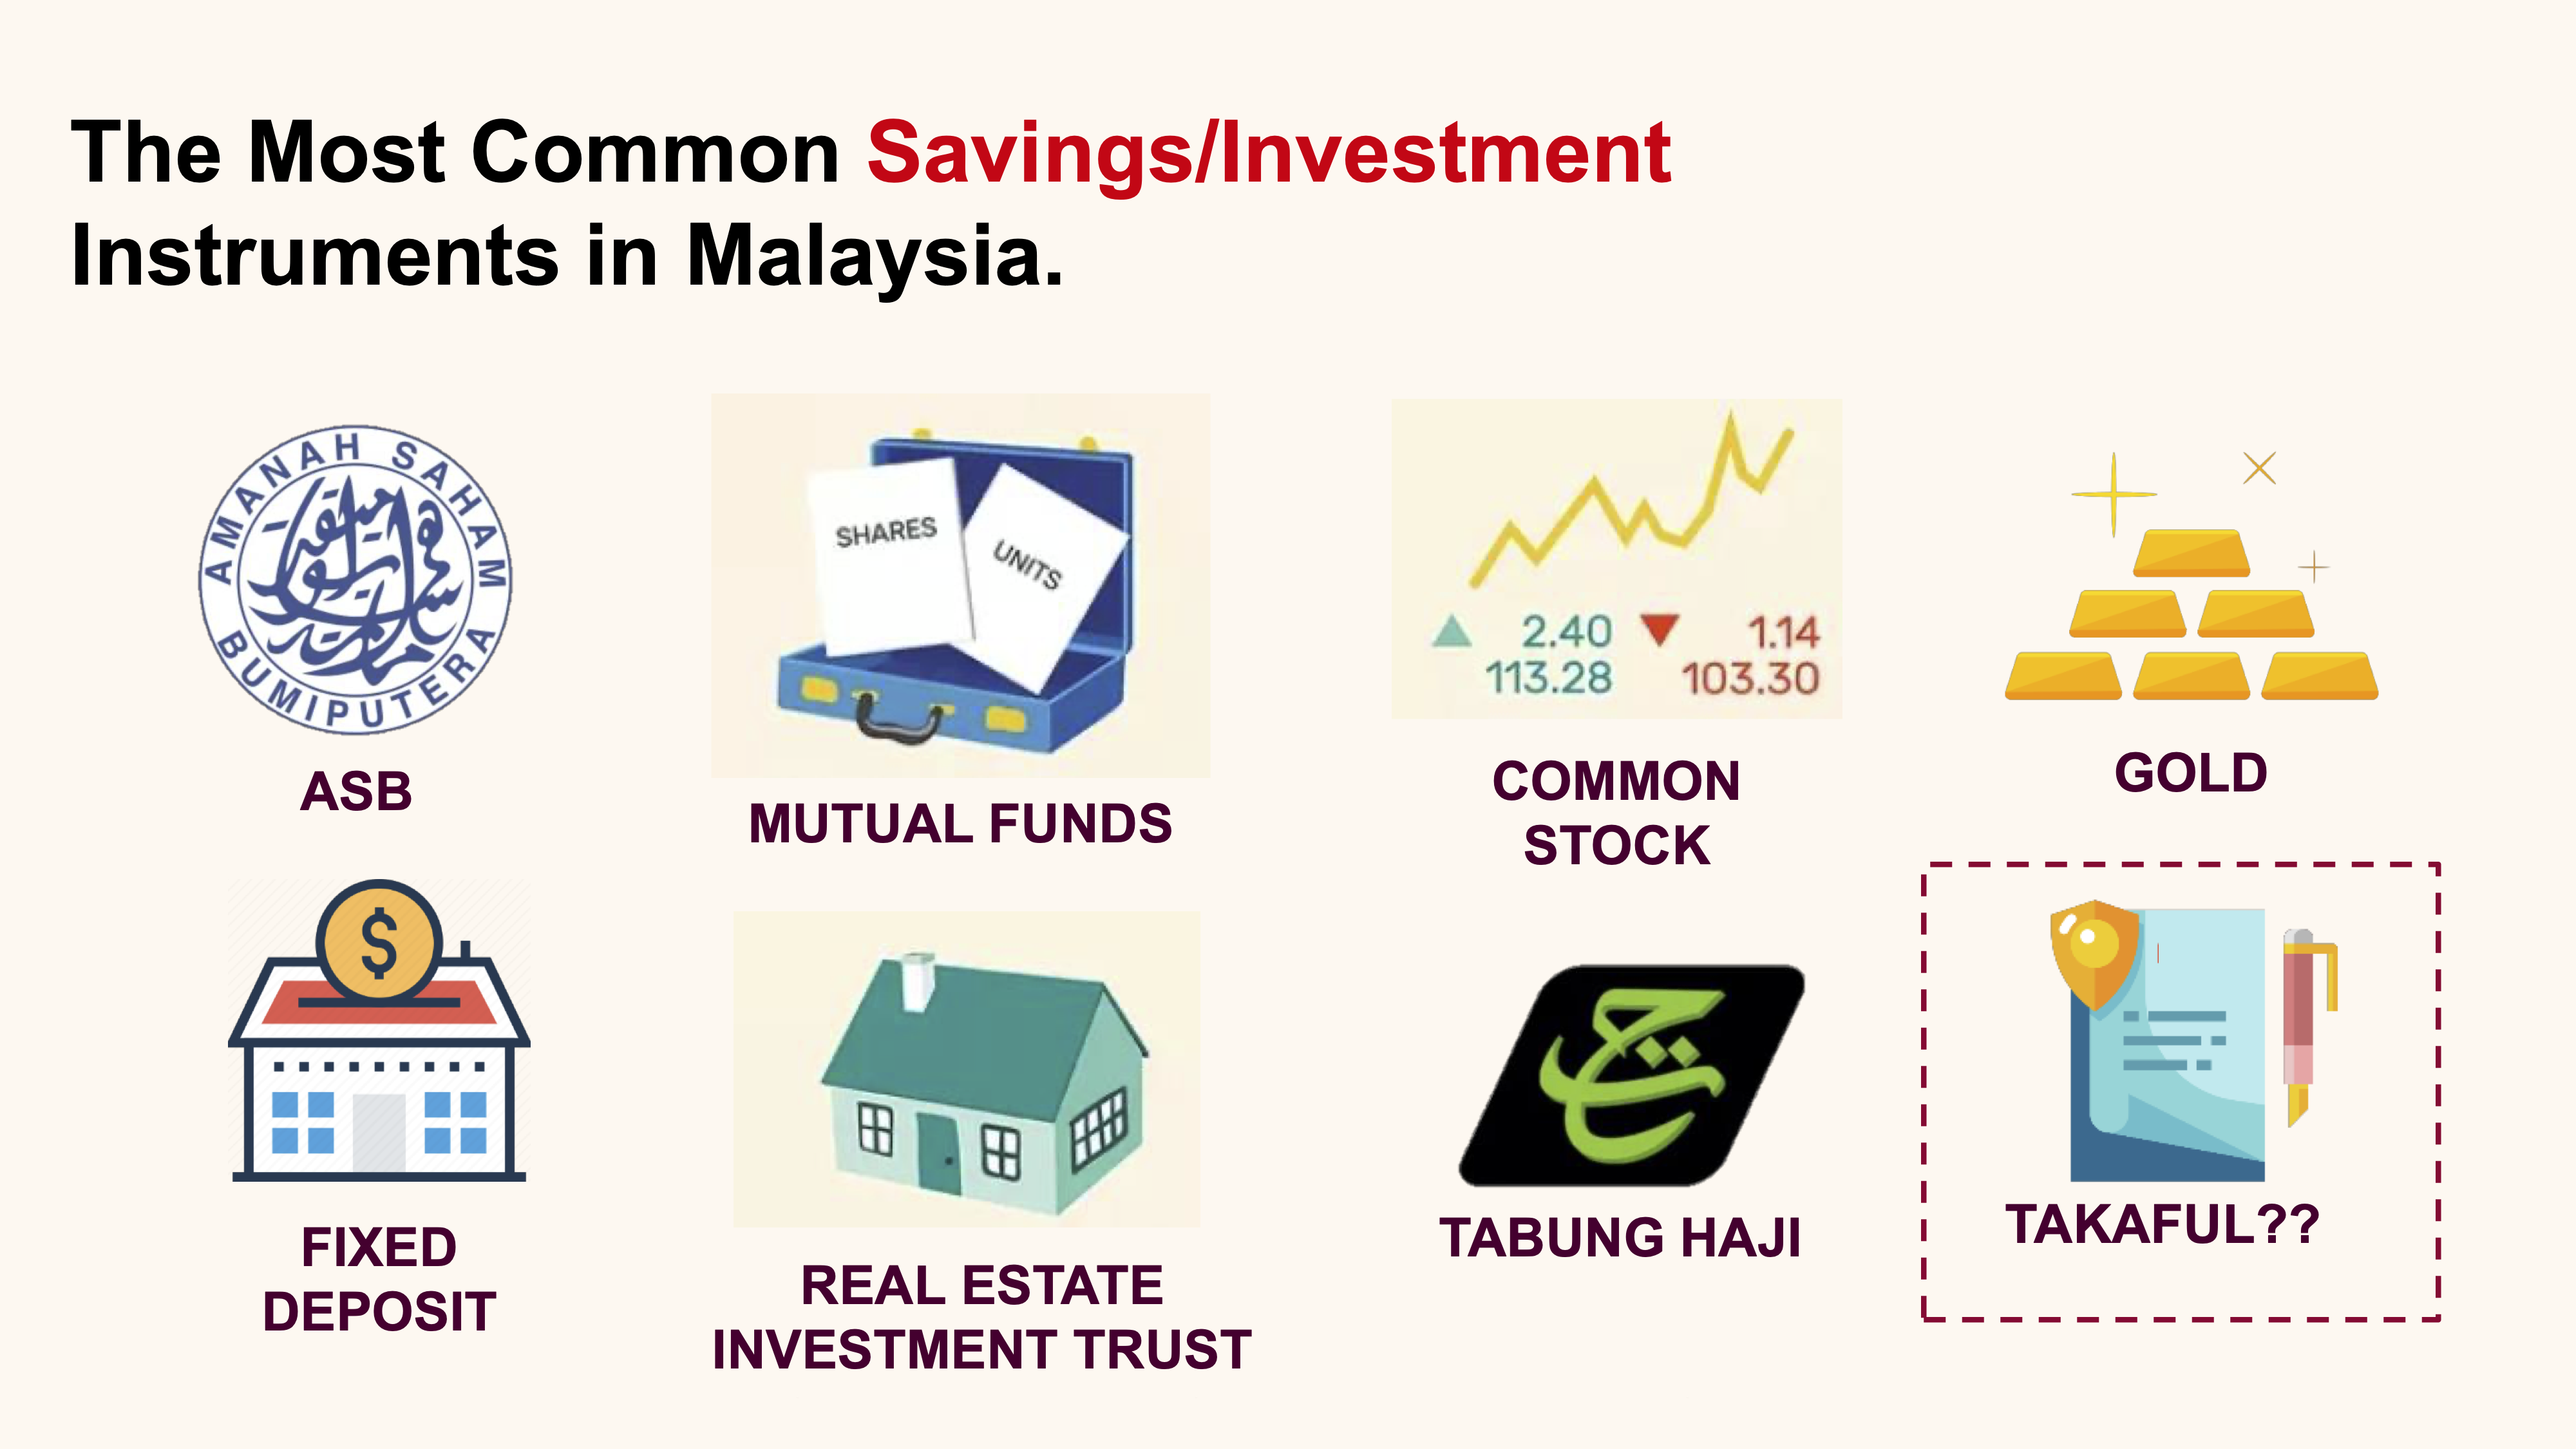 The Most Common Savings/Investment
Instruments in Malaysia.
AMANAH SAHAM
BUMIPUTERA
ASB
SHARES
UNITS
MUTUAL FUNDS
2.40 1.14
113.28 103.30
COMMON
STOCK
GOLD
$
FIXED
DEPOSIT
REAL ESTATE
INVESTMENT TRUST
TABUNG HAJI
TAKAFUL??